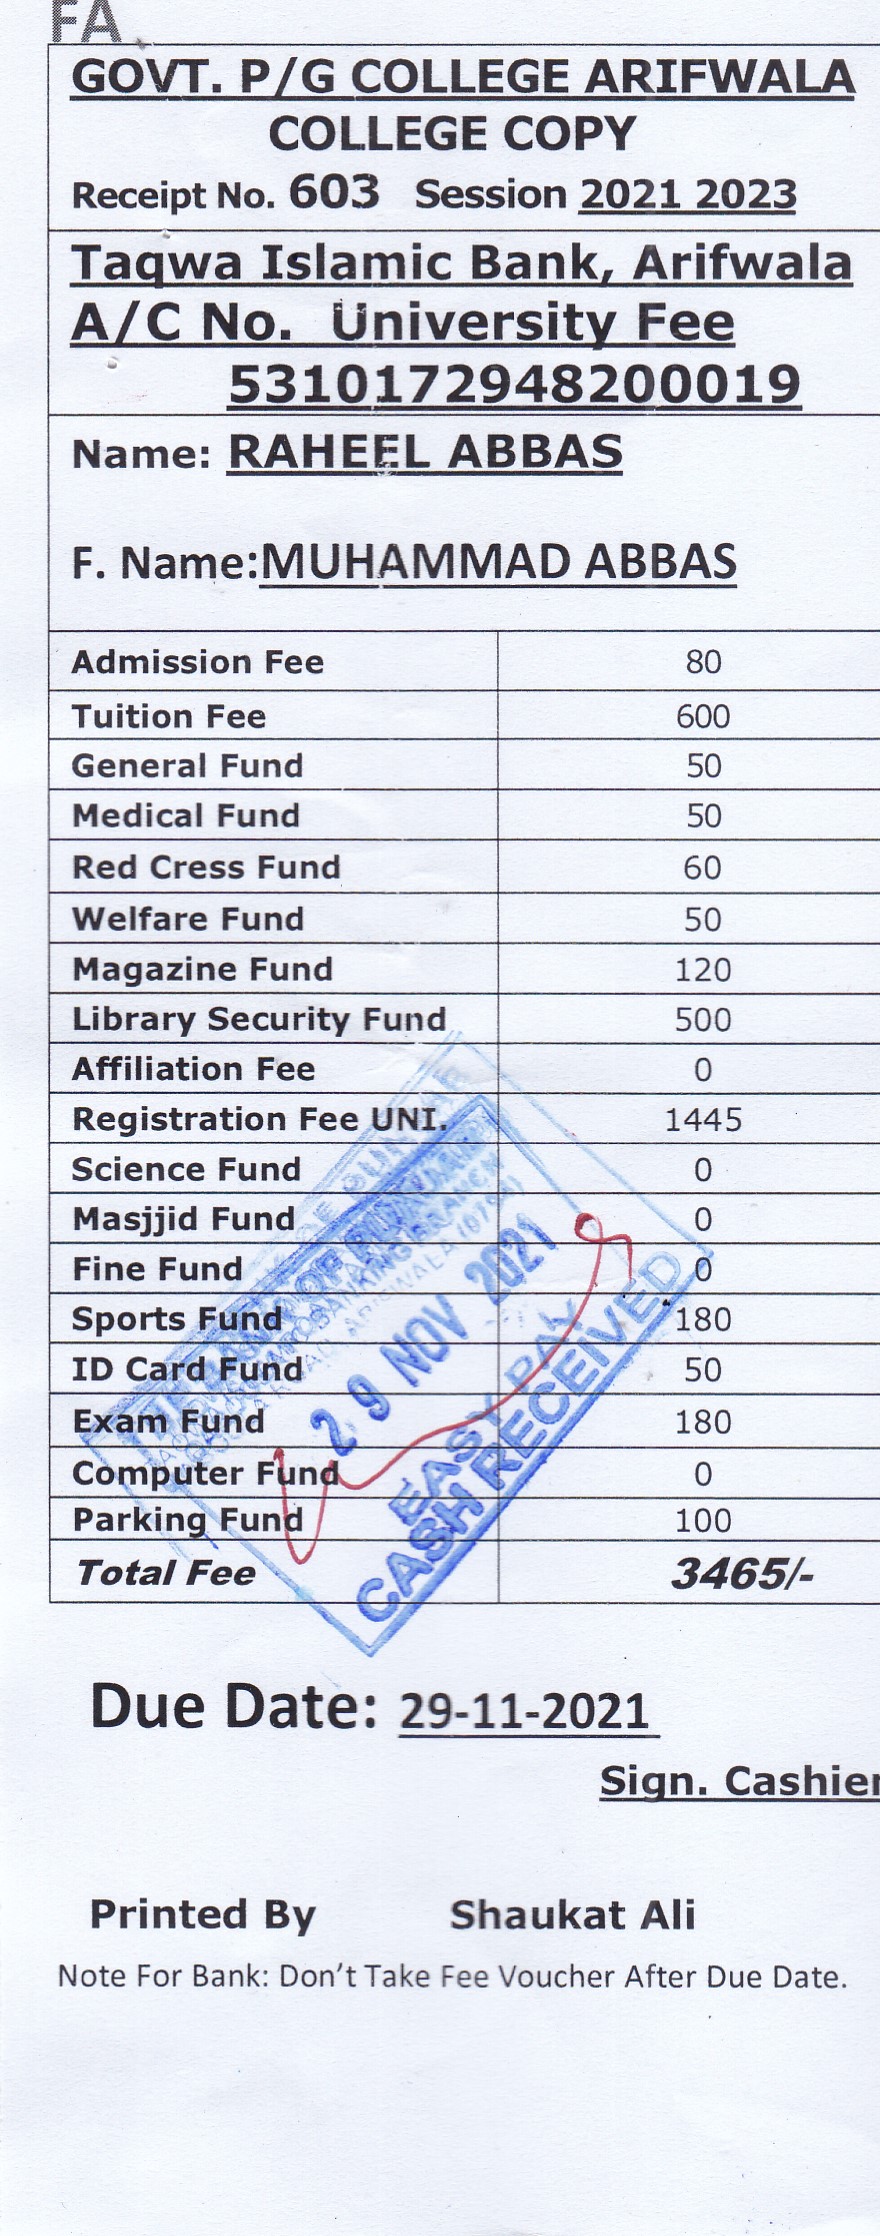 FA
GOVT. P/G COLLEGE ARIFWALA
COLLEGE COPY
Receipt No. 603 Session 2021 2023
Taqwa Islamic Bank, Arifwala
A/C No. University Fee
5310172948200019
Name: RAHEEL ABBAS
F. Name:MUHAMMAD ABBAS
Admission Fee 80
Tuition Fee 600
General Fund 50
Medical Fund 50
Red Cress Fund 60
Welfare Fund 50
Magazine Fund 120
Library Security Fund 500
Affiliation Fee 0
Registration Fee UNI. 1445
Science Fund 0
Masjjid Fund 0
Fine Fund 0
Sports Fund 180
ID Card Fund 50
Exam Fund 180
Computer Fund 0
Parking Fund 100
Total Fee 3465/-
29 NOV 2021
EASY PAY
CASH RECEIVED
Due Date: 29-11-2021
Sign. Cashier
Printed By Shaukat Ali
Note For Bank: Don't Take Fee Voucher After Due Date.